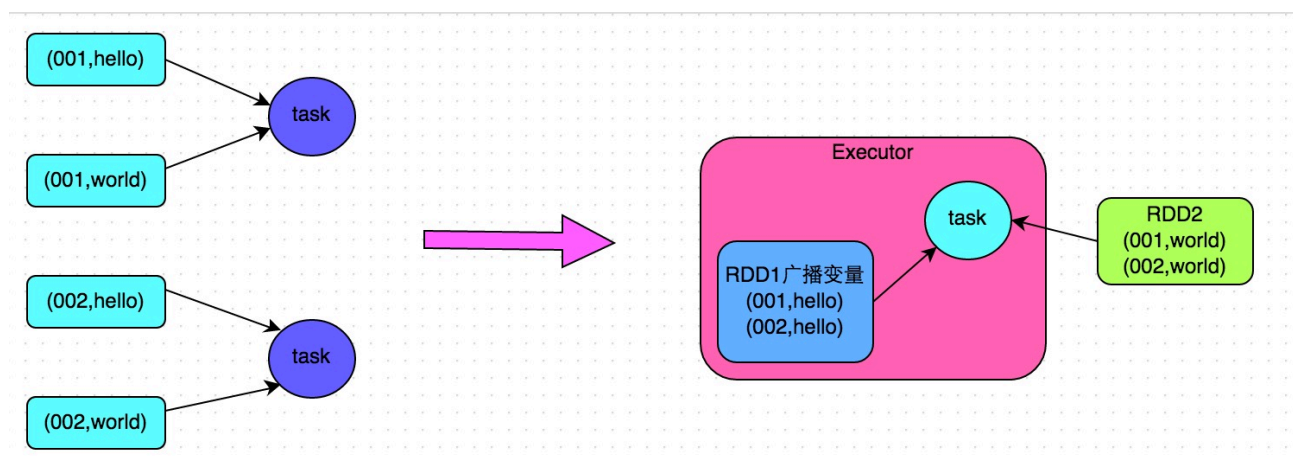 (001,hello)
task
(001,world)
(002,hello)
task
(002,world)
Executor
task
RDD1广播变量
(001,hello)
(002,hello)
RDD2
(001,world)
(002,world)